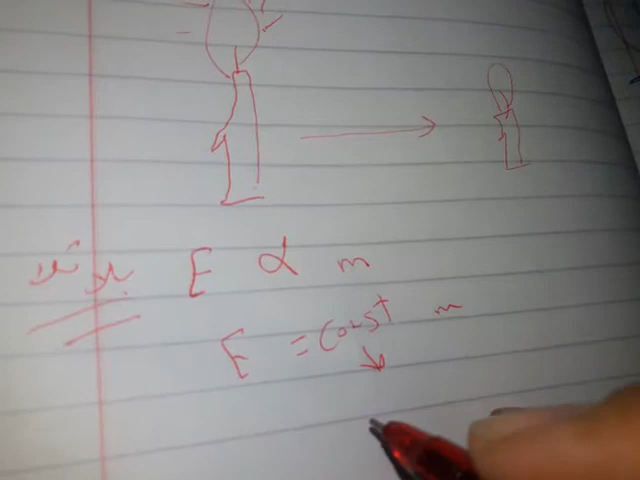 E α m
E = Const m